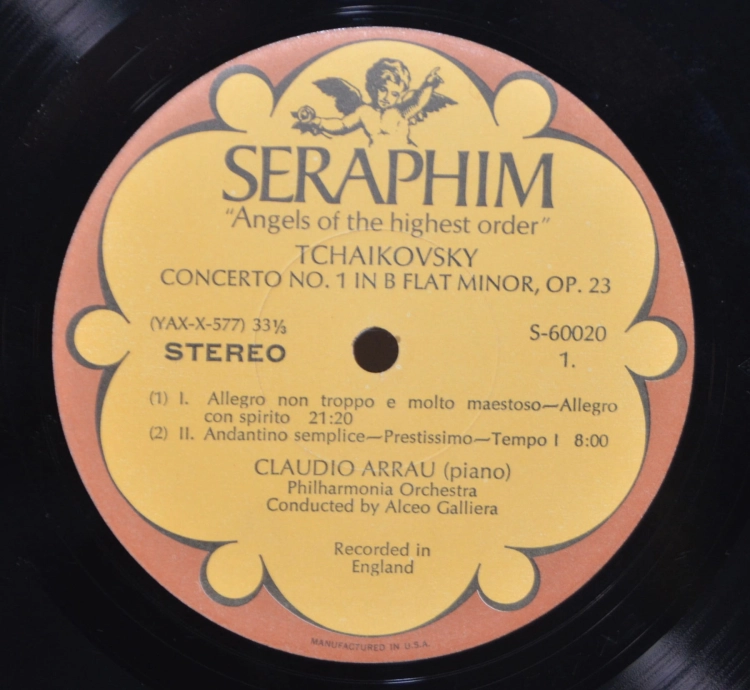 SERAPHIM
"Angels of the highest order"
TCHAIKOVSKY
CONCERTO NO. 1 IN B FLAT MINOR, OP. 23
(YAX-X-577) 33⅓
STEREO
S-60020
1.
(1) I. Allegro non troppo e molto maestoso—Allegro
con spirito 21:20
(2) II. Andantino semplice—Prestissimo—Tempo I 8:00
CLAUDIO ARRAU (piano)
Philharmonia Orchestra
Conducted by Alceo Galliera
Recorded in
England
MANUFACTURED IN U.S.A.